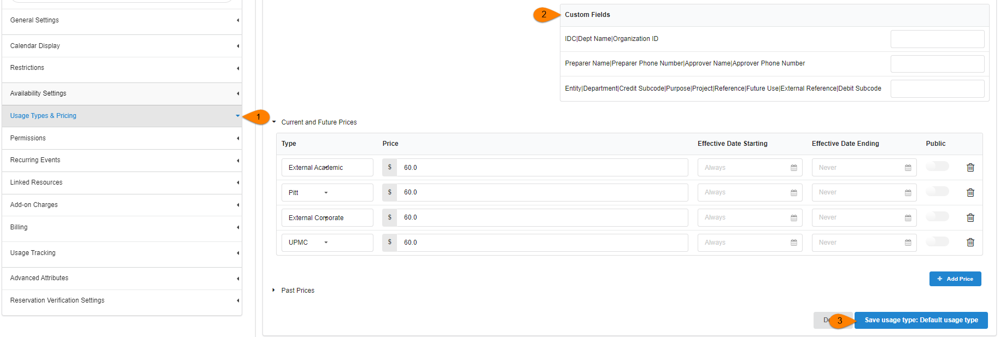 General Settings
Calendar Display
Restrictions
Availability Settings
Usage Types & Pricing
1
Permissions
Recurring Events
Linked Resources
Add-on Charges
Billing
Usage Tracking
Advanced Attributes
Reservation Verification Settings
2
Custom Fields
IDC|Dept Name|Organization ID
Preparer Name|Preparer Phone Number|Approver Name|Approver Phone Number
Entity|Department|Credit Subcode|Purpose|Project|Reference|Future Use|External Reference|Debit Subcode
Current and Future Prices
Type Price Effective Date Starting Effective Date Ending Public
External Academic $ 60.0 Always Never
Pitt $ 60.0 Always Never
External Corporate $ 60.0 Always Never
UPMC $ 60.0 Always Never
+ Add Price
Past Prices
3 Save usage type: Default usage type